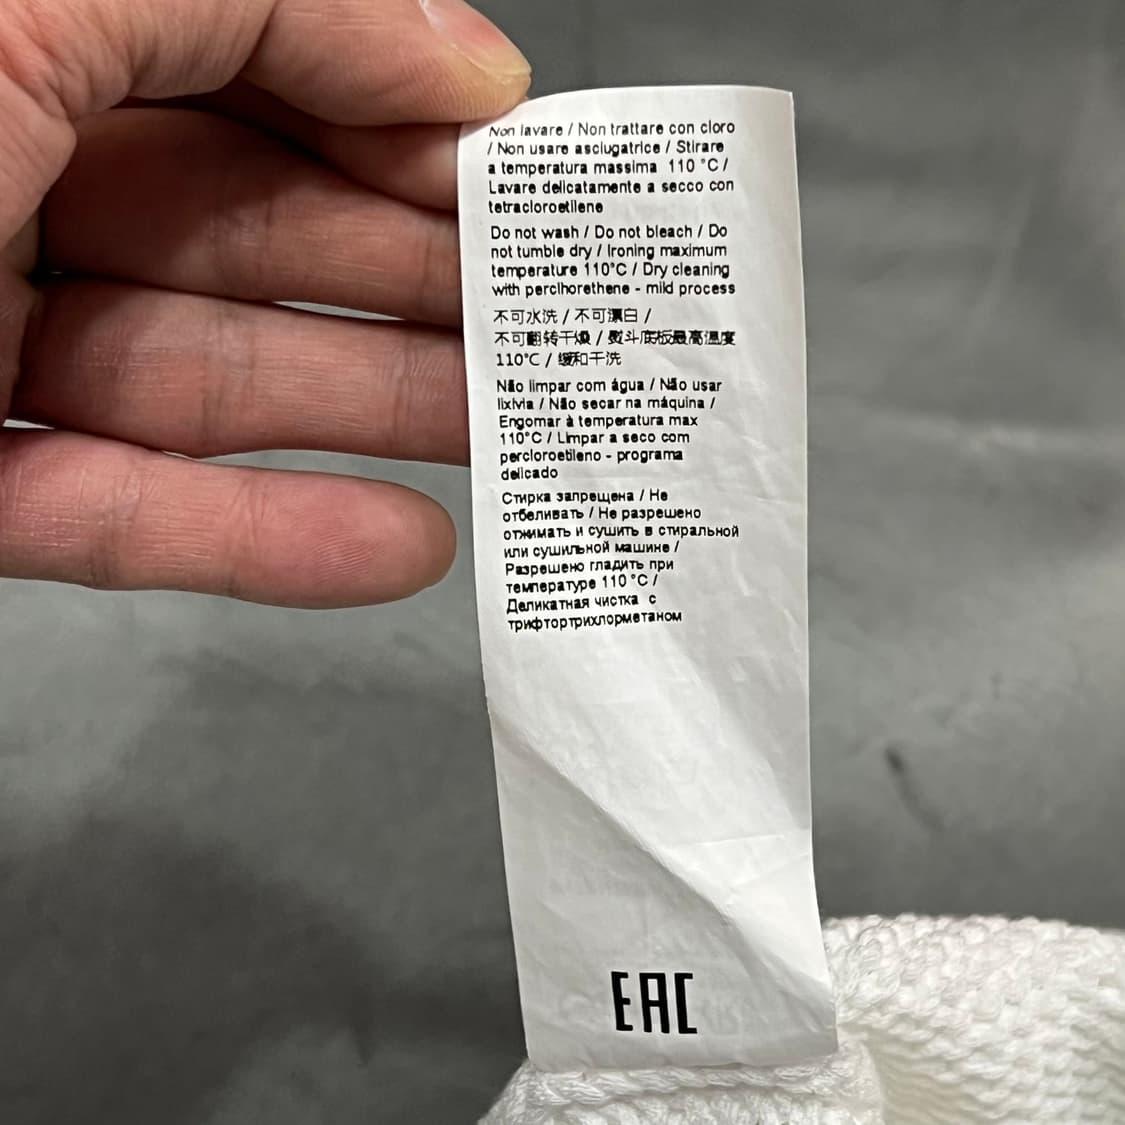 Non lavare / Non trattare con cloro
/ Non usare asciugatrice / Stirare
a temperatura massima 110 °C /
Lavare delicatamente a secco con
tetracloroetilene
Do not wash / Do not bleach / Do
not tumble dry / Ironing maximum
temperature 110°C / Dry cleaning
with perclhorethene - mild process
不可水洗 / 不可漂白 /
不可翻转干燥 / 熨斗底板最高温度
110°C / 缓和干洗
Não limpar com água / Não usar
lixívia / Não secar na máquina /
Engomar à temperatura max
110°C / Limpar a seco com
percloroetileno - programa
delicado
Стирка запрещена / Не
отбеливать / Не разрешено
отжимать и сушить в стиральной
или сушильной машине /
Разрешено гладить при
температуре 110 °C /
Деликатная чистка с
трифтортрихлорметаном
EAC